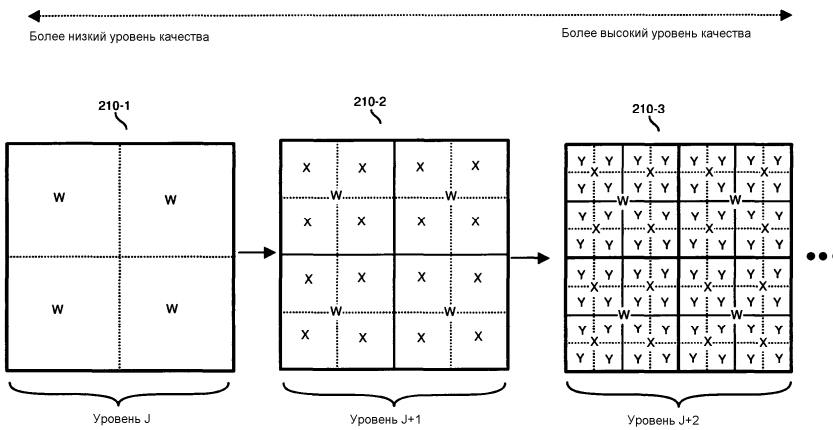 Более низкий уровень качества
Более высокий уровень качества
210-1
W W
W W
Уровень J
210-2
X X X X
W W
X X X X
X X X X
W W
X X X X
Уровень J+1
210-3
Y Y Y Y Y Y Y Y
X X X X
Y Y Y Y Y Y Y Y
W W
Y Y Y Y Y Y Y Y
X X X X
Y Y Y Y Y Y Y Y
Y Y Y Y Y Y Y Y
X X X X
Y Y Y Y Y Y Y Y
W W
Y Y Y Y Y Y Y Y
X X X X
Y Y Y Y Y Y Y Y
Уровень J+2